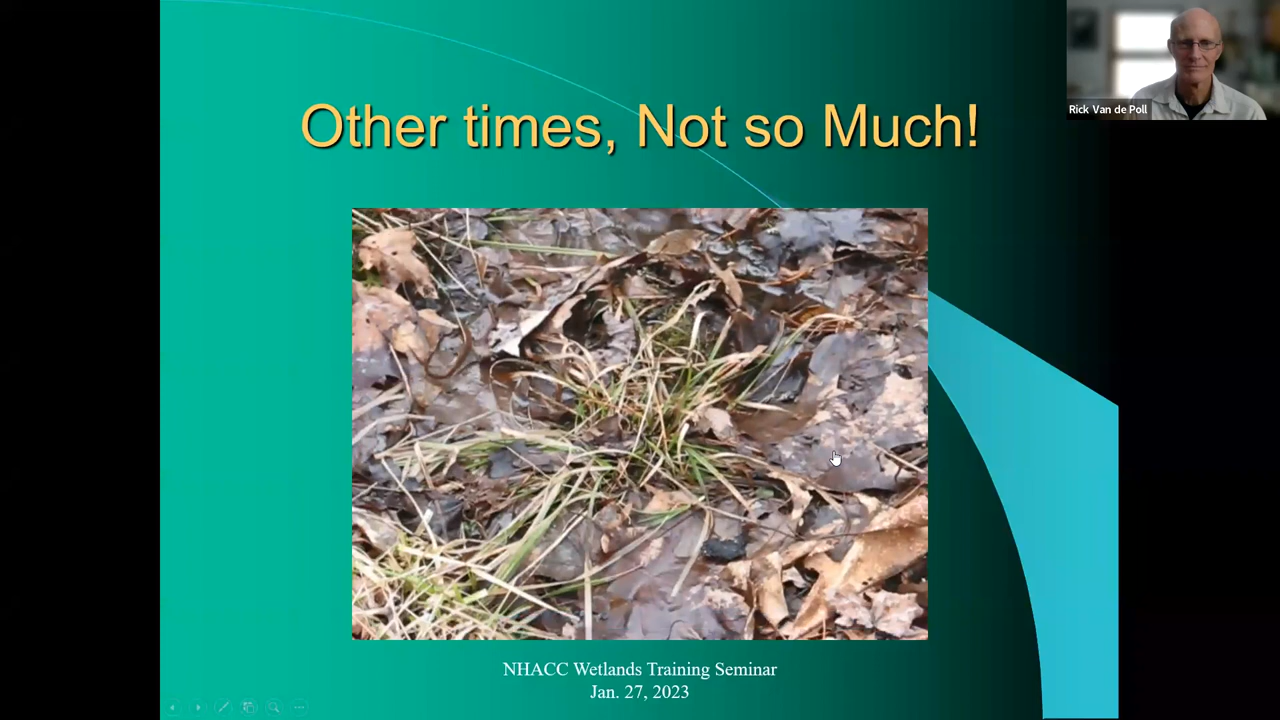 Other times, Not so Much!
Rick Van de Poll
NHACC Wetlands Training Seminar
Jan. 27, 2023